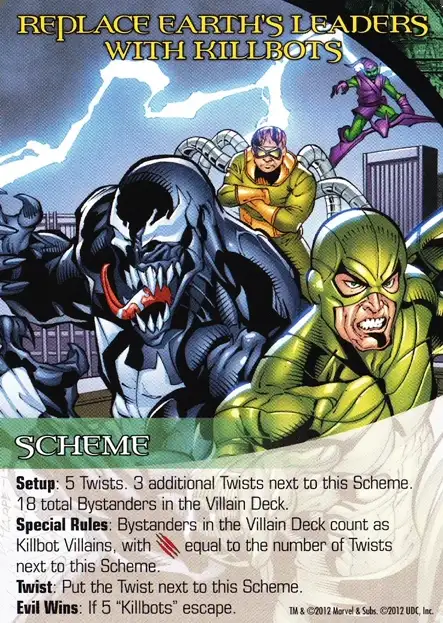 REPLACE EARTH'S LEADERS
WITH KILLBOTS
SCHEME
Setup: 5 Twists. 3 additional Twists next to this Scheme.
18 total Bystanders in the Villain Deck.
Special Rules: Bystanders in the Villain Deck count as
Killbot Villains, with equal to the number of Twists
next to this Scheme.
Twist: Put the Twist next to this Scheme.
Evil Wins: If 5 "Killbots" escape.
TM & ©2012 Marvel & Subs. ©2012 UDC, Inc.